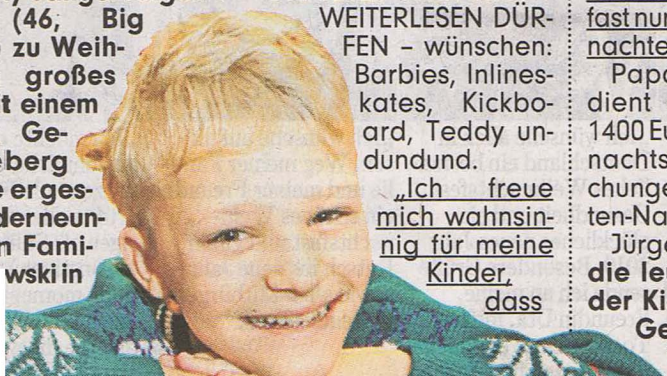 (46, Big
zu Weih-
großes
t einem
Ge-
eberg
e er ges-
der neun-
n Fami-
wski in
WEITERLESEN DÜR-
FEN – wünschen:
Barbies, Inlines-
kates, Kickbo-
ard, Teddy un-
dundund.
„Ich freue
mich wahnsin-
nig für meine
Kinder,
dass
fast nur
nachte
Papa
dient
1400 EU
nachts
chunge
ten-Na
Jürge
die le
der Ki
Ge